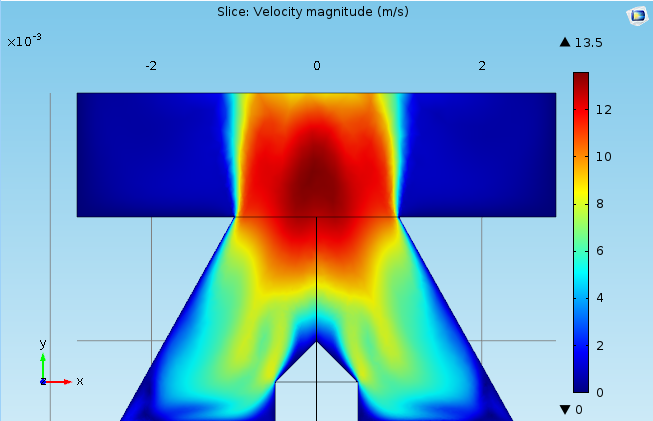 Slice: Velocity magnitude (m/s)
×10⁻³
▲ 13.5
-2 0 2
12
10
8
6
4
2
0
▼ 0
y
z x